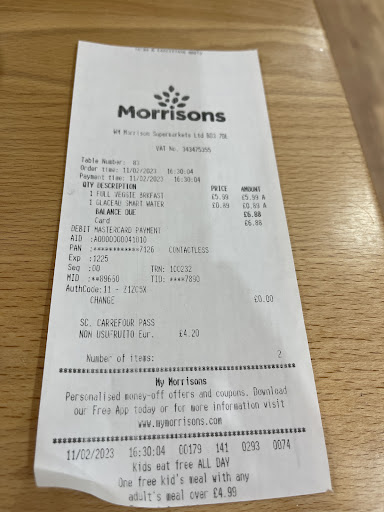 Morrisons
WM Morrison Supermarkets Ltd BD3 7DL
VAT No. 343475355
Table Number: 83
Order time: 11/02/2023 16:30:04
Payment time: 11/02/2023 16:30:04
QTY DESCRIPTION PRICE AMOUNT
1 FULL VEGGIE BRKFAST £5.99 £5.99 A
1 GLACEAU SMART WATER £0.89 £0.89 A
BALANCE DUE £6.88
Card £6.88
DEBIT MASTERCARD PAYMENT
AID :A0000000041010
PAN :************7126 CONTACTLESS
Exp :1225
Seq :00 TRN: 1CC232
MID :**89650 TID: ****7890
AuthCode:11 - Z1ZC9X
CHANGE £0.00
SC. CARREFOUR PASS
NON USUFRUITO Eur. £4.20
Number of items: 2
My Morrisons
Personalised money-off offers and coupons. Download
our Free App today or for more information visit
www.mymorrisons.com
11/02/2023 16:30:04 00179 141 0293 0074
Kids eat free ALL DAY
One free kid's meal with any
adult's meal over £4.99